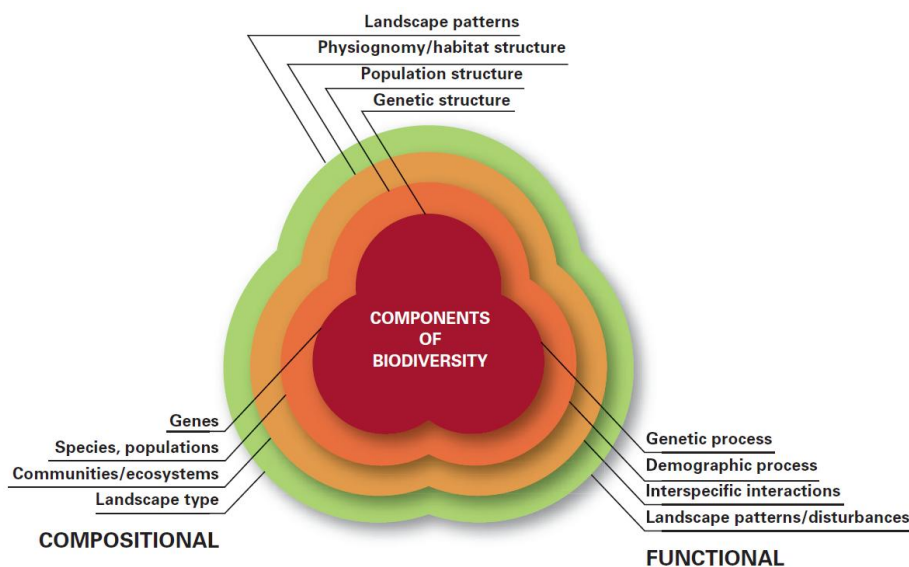 Landscape patterns
Physiognomy/habitat structure
Population structure
Genetic structure
COMPONENTS
OF
BIODIVERSITY
Genes
Species, populations
Communities/ecosystems
Landscape type
COMPOSITIONAL
Genetic process
Demographic process
Interspecific interactions
Landscape patterns/disturbances
FUNCTIONAL